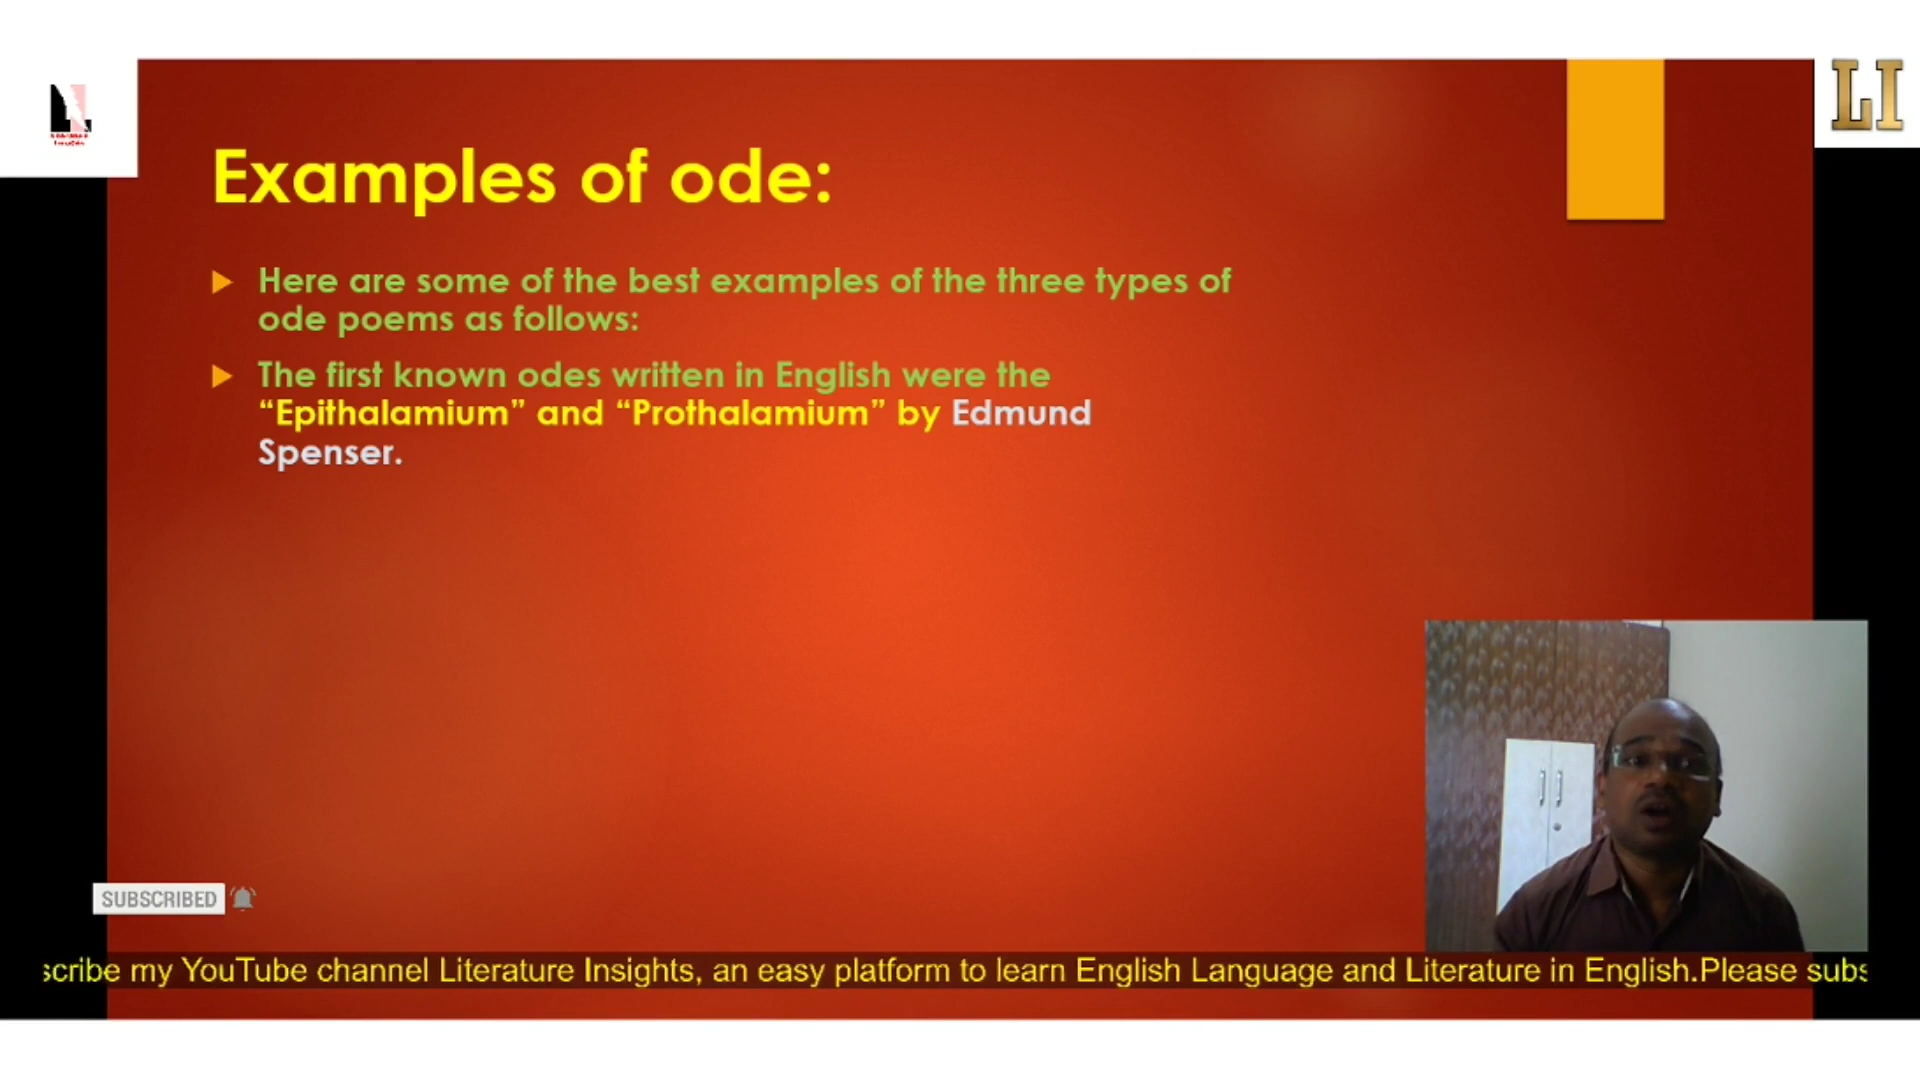 LI
Examples of ode:
Here are some of the best examples of the three types of
ode poems as follows:
The first known odes written in English were the
“Epithalamium” and “Prothalamium” by Edmund
Spenser.
SUBSCRIBED
scribe my YouTube channel Literature Insights, an easy platform to learn English Language and Literature in English.Please subs